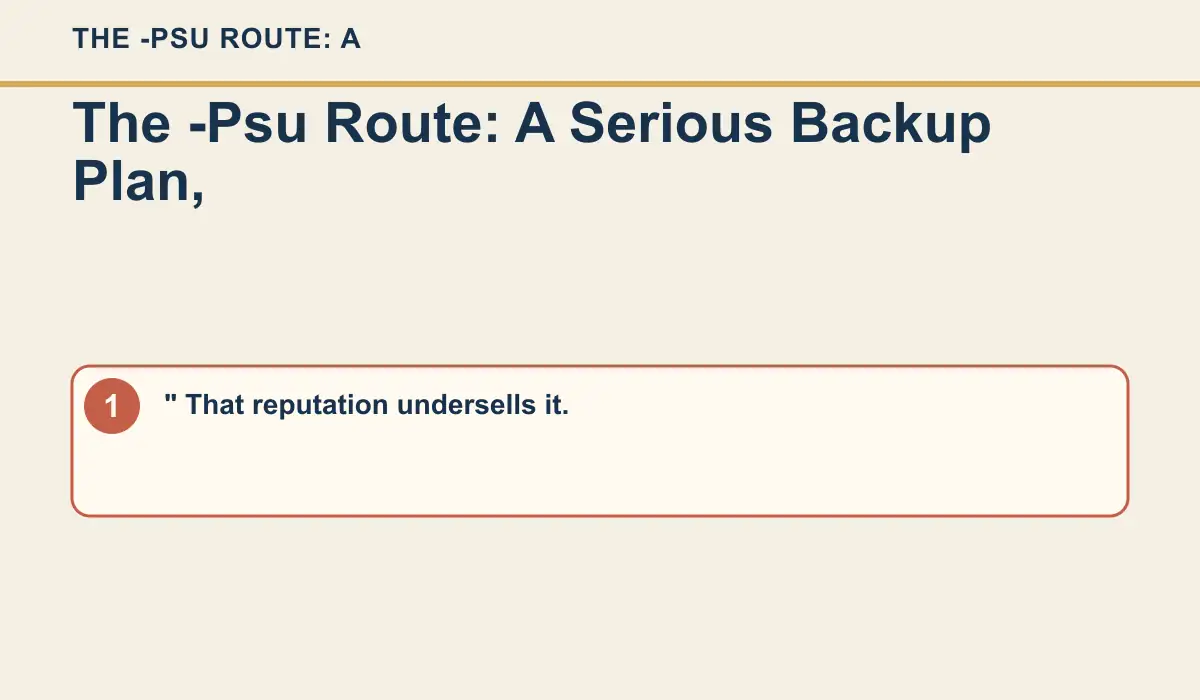 THE -PSU ROUTE: A
The -Psu Route: A Serious Backup
Plan,
1
" That reputation undersells it.